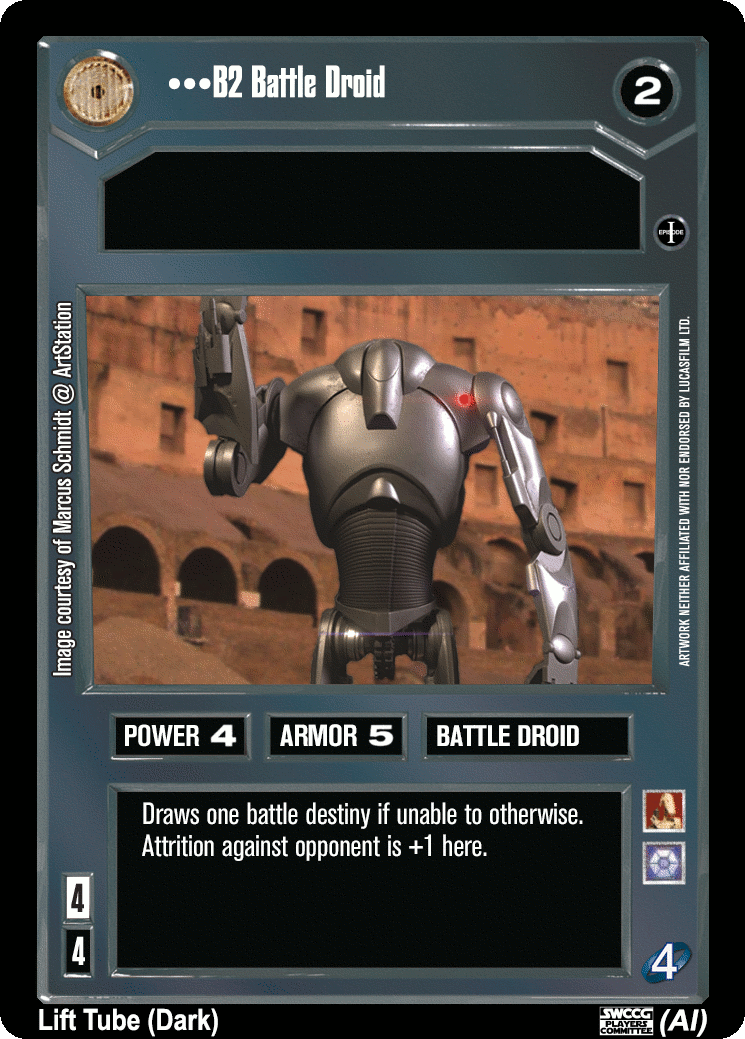 •••B2 Battle Droid
2
EPISODE
I
Image courtesy of Marcus Schmidt @ ArtStation
ARTWORK NEITHER AFFILIATED WITH NOR ENDORSED BY LUCASFILM LTD.
POWER 4
ARMOR 5
BATTLE DROID
Draws one battle destiny if unable to otherwise.
Attrition against opponent is +1 here.
4
4
4
Lift Tube (Dark)
SWCCG
PLAYERS
COMMITTEE
(AI)